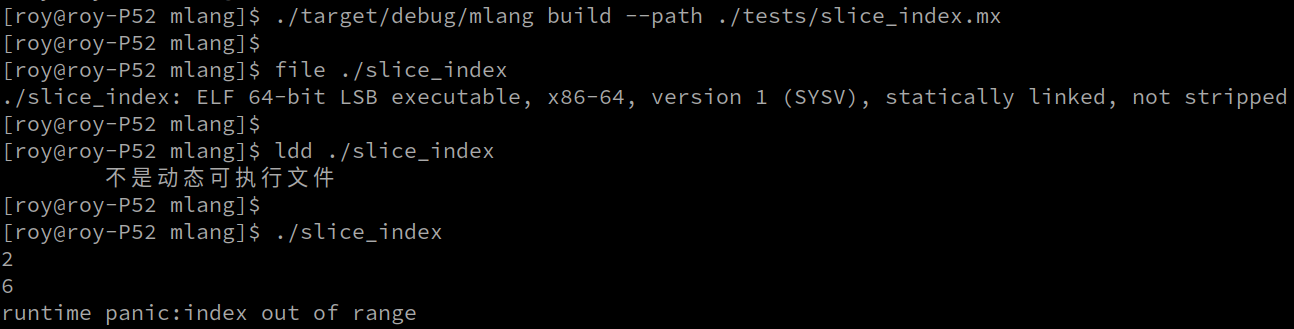 [roy@roy-P52 mlang]$ ./target/debug/mlang build --path ./tests/slice_index.mx
[roy@roy-P52 mlang]$
[roy@roy-P52 mlang]$ file ./slice_index
./slice_index: ELF 64-bit LSB executable, x86-64, version 1 (SYSV), statically linked, not stripped
[roy@roy-P52 mlang]$
[roy@roy-P52 mlang]$ ldd ./slice_index
不是动态可执行文件
[roy@roy-P52 mlang]$
[roy@roy-P52 mlang]$ ./slice_index
2
6
runtime panic:index out of range